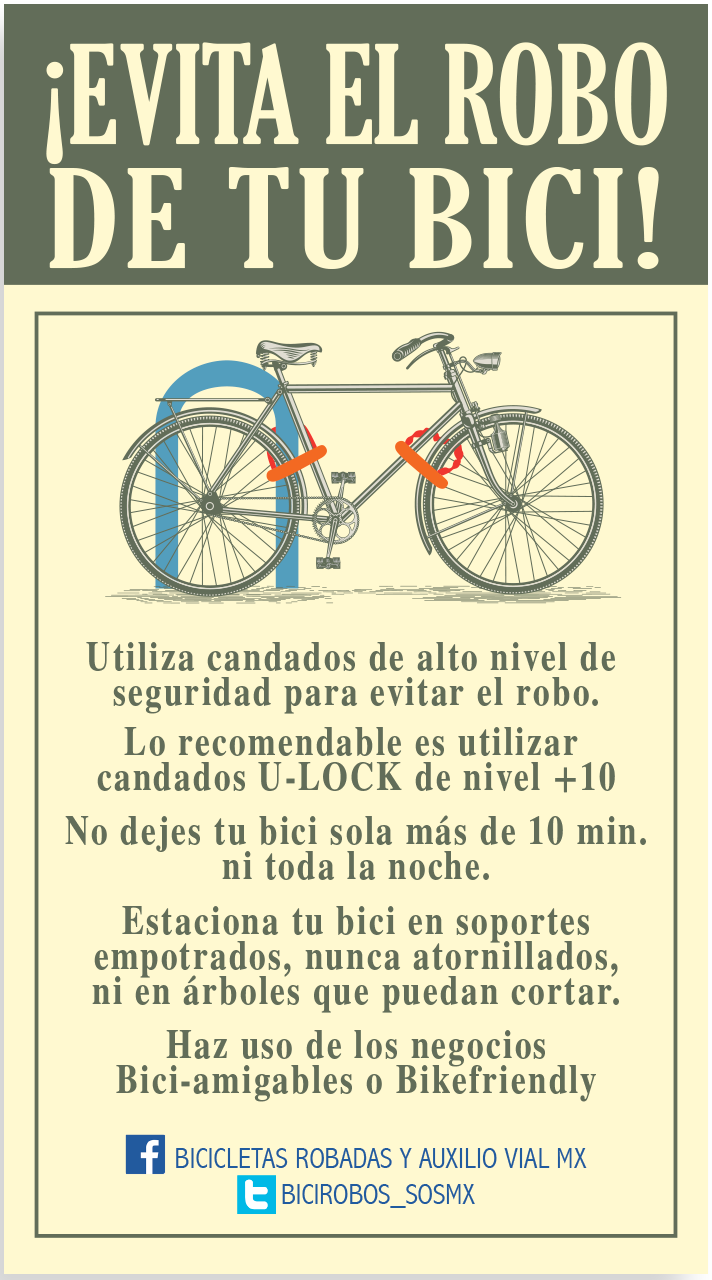 ¡EVITA EL ROBO
DE TU BICI!
Utiliza candados de alto nivel de
seguridad para evitar el robo.
Lo recomendable es utilizar
candados U-LOCK de nivel +10
No dejes tu bici sola más de 10 min.
ni toda la noche.
Estaciona tu bici en soportes
empotrados, nunca atornillados,
ni en árboles que puedan cortar.
Haz uso de los negocios
Bici-amigables o Bikefriendly
BICICLETAS ROBADAS Y AUXILIO VIAL MX
BICIROBOS_SOSMX